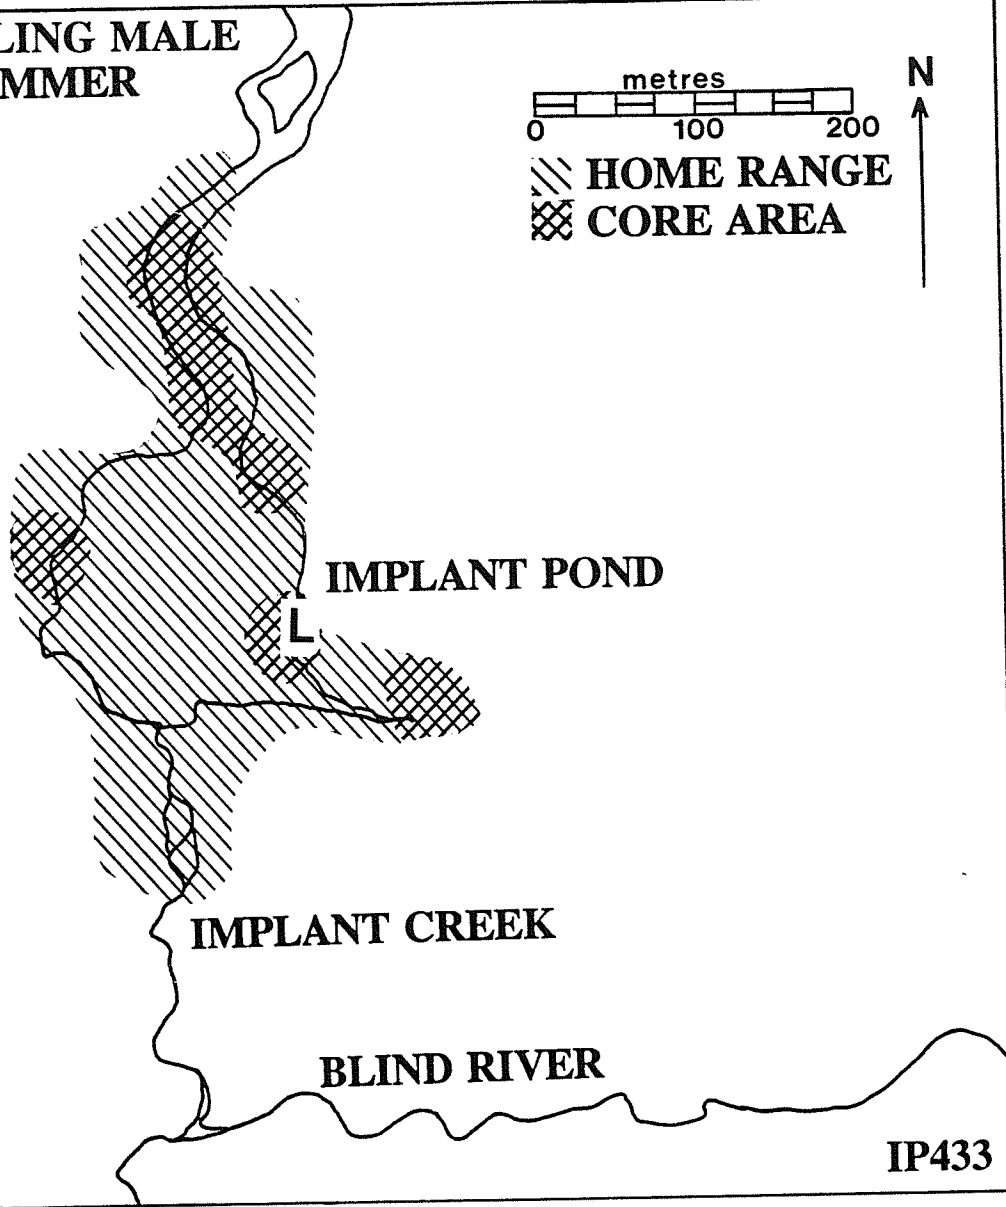 LING MALE
MMER
N
metres
0 100 200
HOME RANGE
CORE AREA
IMPLANT POND
L
IMPLANT CREEK
BLIND RIVER
IP433